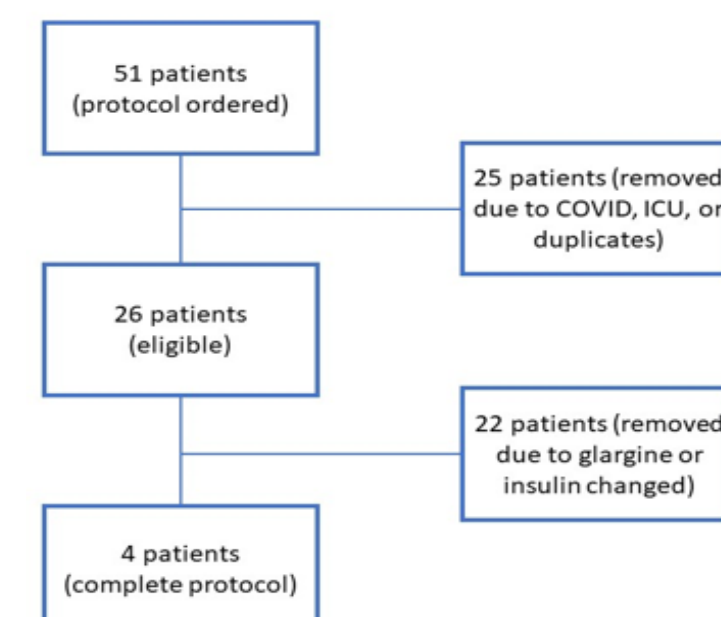 51 patients
(protocol ordered)
25 patients (removed
due to COVID, ICU, or
duplicates)
26 patients
(eligible)
22 patients (removed
due to glargine or
insulin changed)
4 patients
(complete protocol)